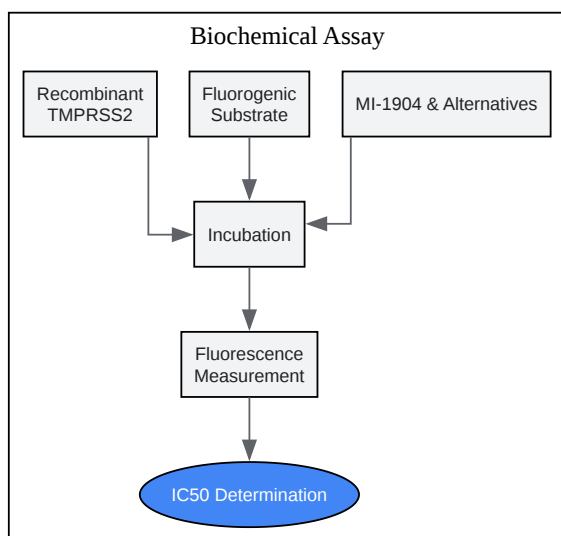 Biochemical Assay
Recombinant
TMPRSS2
Fluorogenic
Substrate
MI-1904 & Alternatives
Incubation
Fluorescence
Measurement
IC50 Determination